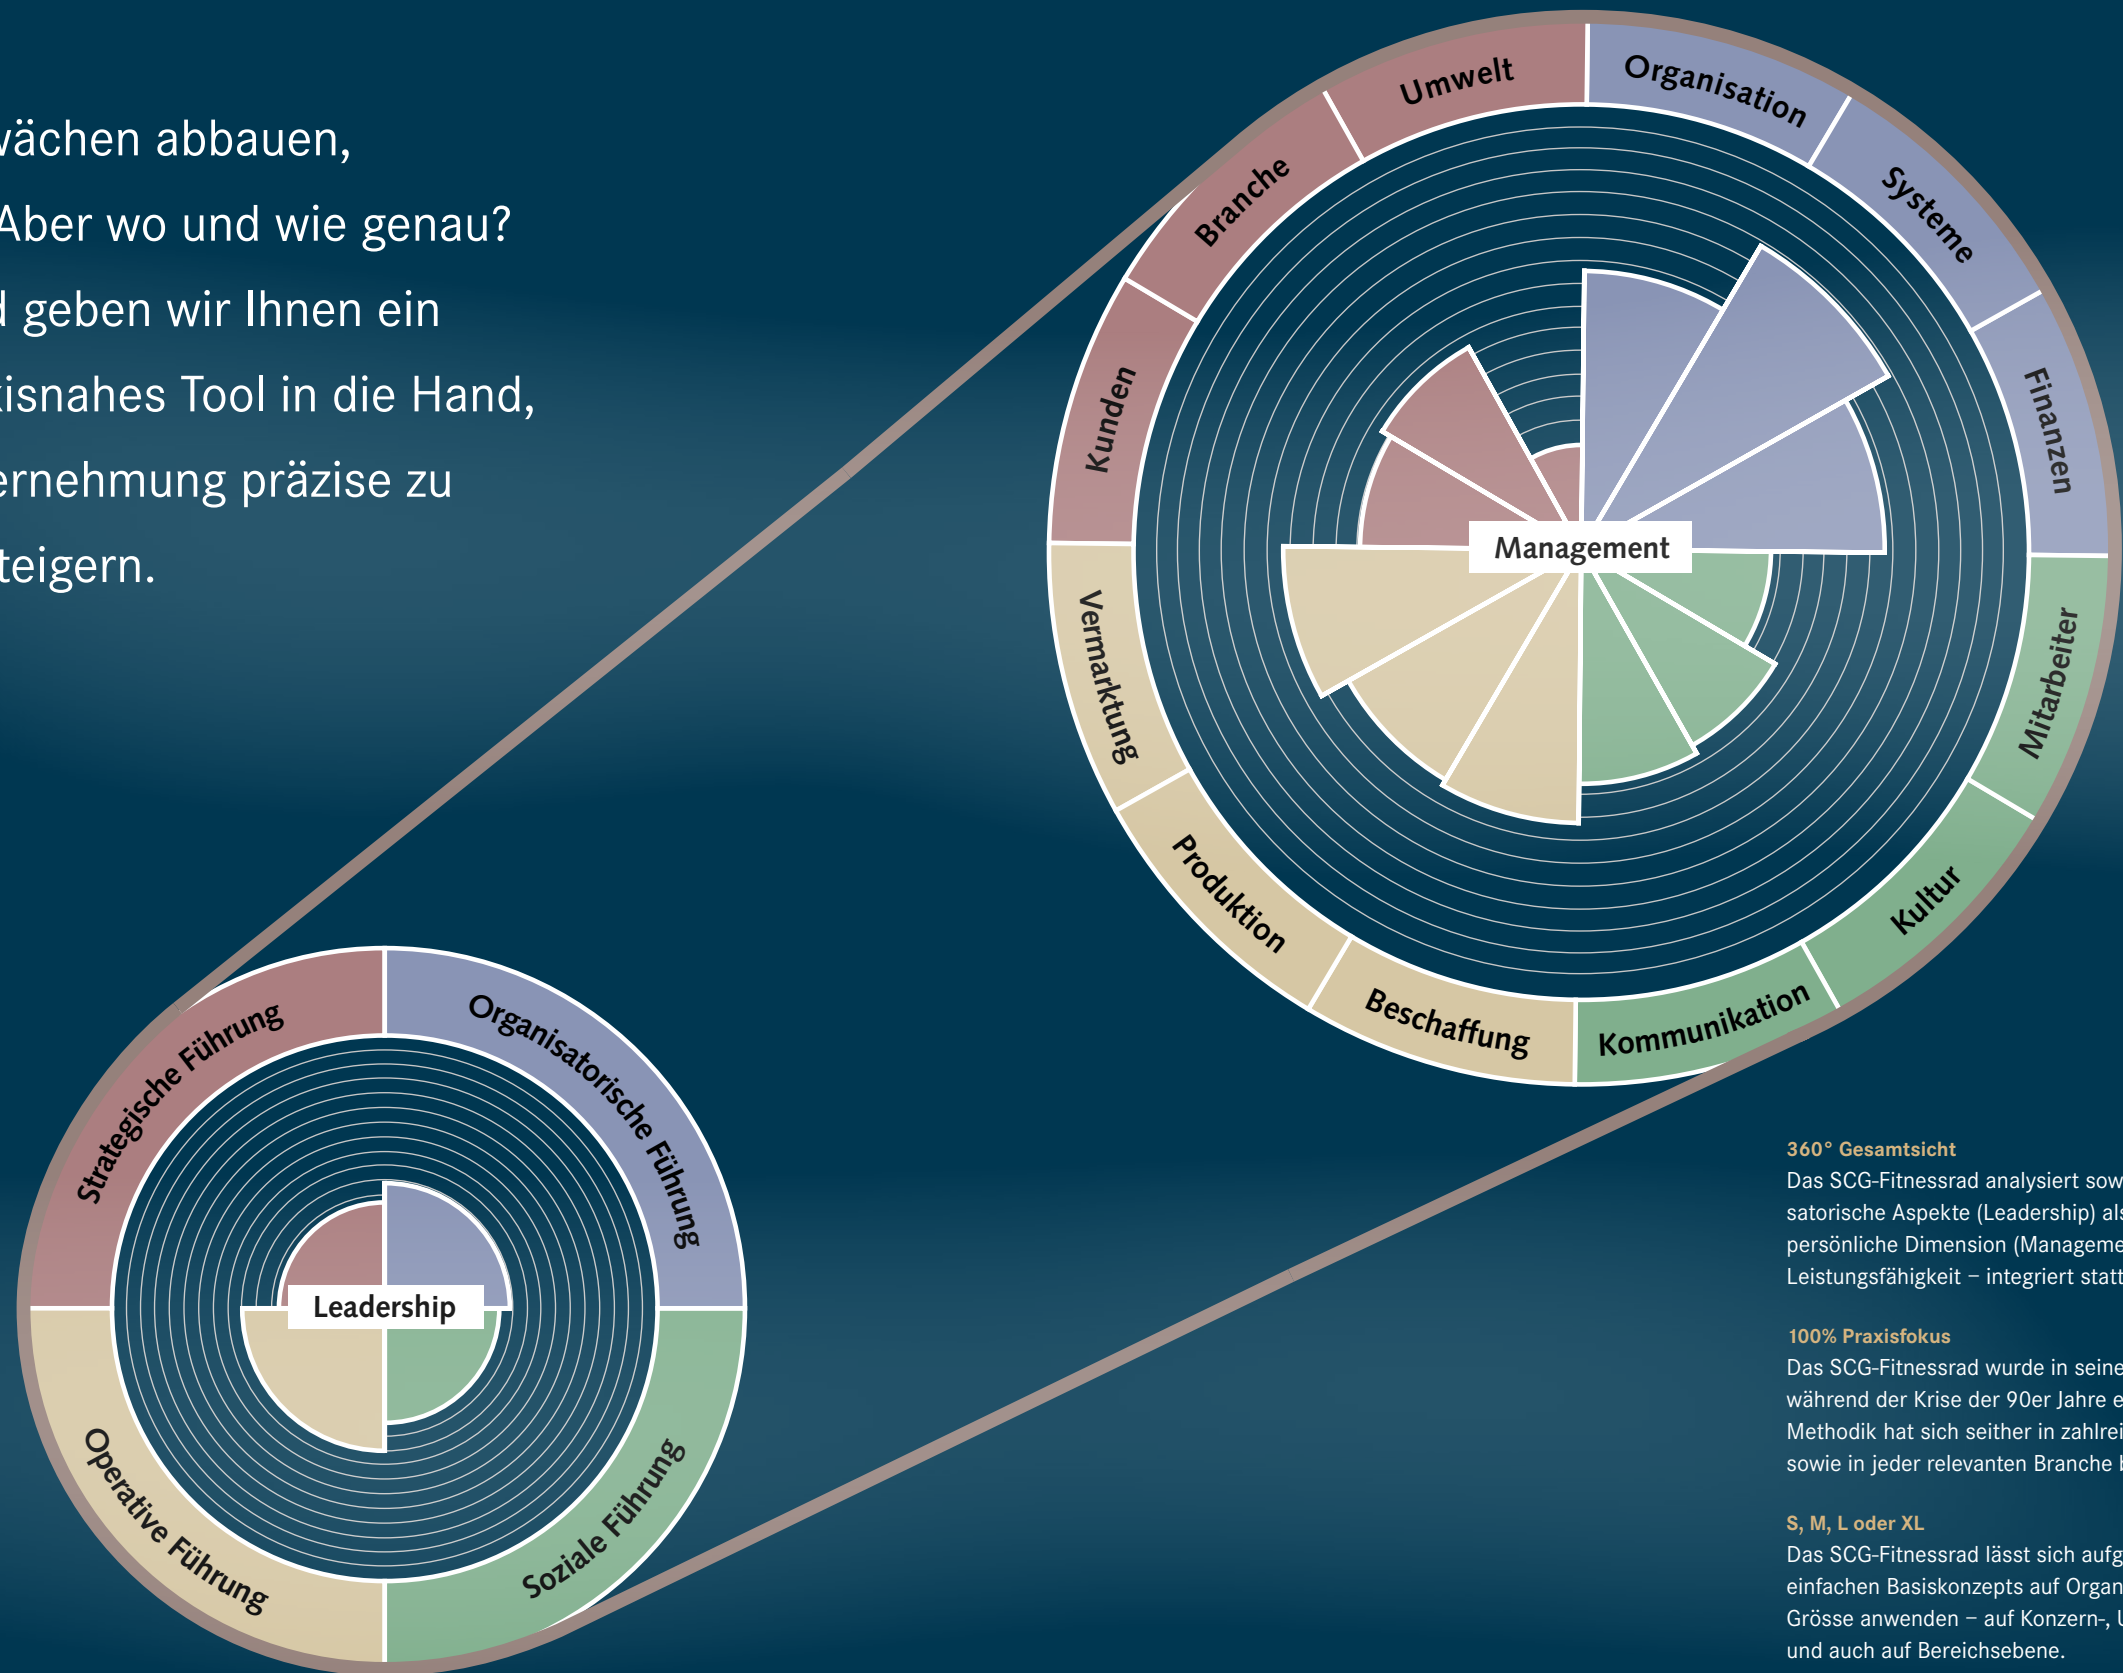 wächen abbauen,
Aber wo und wie genau?
d geben wir Ihnen ein
xisnahes Tool in die Hand,
ernehmung präzise zu
teigern.
Umwelt
Organisation
Systeme
Finanzen
Mitarbeiter
Kultur
Kommunikation
Beschaffung
Produktion
Vermarktung
Kunden
Branche
Management
Strategische Führung
Organisatorische Führung
Soziale Führung
Operative Führung
Leadership
360° Gesamtsicht
Das SCG-Fitnessrad analysiert sow
satorische Aspekte (Leadership) als
persönliche Dimension (Manageme
Leistungsfähigkeit – integriert statt
100% Praxisfokus
Das SCG-Fitnessrad wurde in seine
während der Krise der 90er Jahre e
Methodik hat sich seither in zahlrei
sowie in jeder relevanten Branche b
S, M, L oder XL
Das SCG-Fitnessrad lässt sich aufg
einfachen Basiskonzepts auf Organ
Grösse anwenden – auf Konzern-, U
und auch auf Bereichsebene.